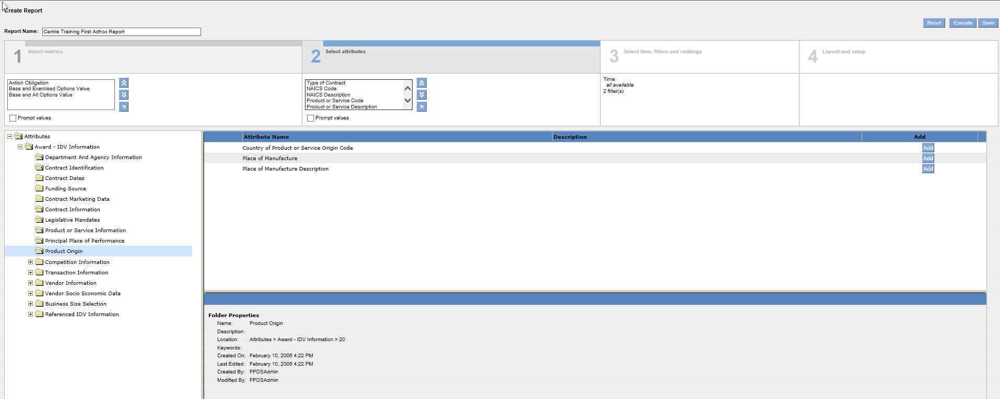 Create Report
Reset Execute Save
Report Name: Centre Training First Adhoc Report
1 Select metrics
2 Select attributes
3 Select time, filters and rankings
4 Layout and setup
Action Obligation
Base and Exercised Options Value
Base and All Options Value
Prompt values
Type of Contract
NAICS Code
NAICS Description
Product or Service Code
Product or Service Description
Prompt values
Time
all available
2 filter(s)
Attributes
Award - IDV Information
Department And Agency Information
Contract Identification
Contract Dates
Funding Source
Contract Marketing Data
Contract Information
Legislative Mandates
Product or Service Information
Principal Place of Performance
Product Origin
Competition Information
Transaction Information
Vendor Information
Vendor Socio Economic Data
Business Size Selection
Referenced IDV Information
Attribute Name Description Add
Country of Product or Service Origin Code Add
Place of Manufacture Add
Place of Manufacture Description Add
Folder Properties
Name: Product Origin
Description:
Location: Attributes > Award - IDV Information > 20
Keywords:
Created On: February 10, 2006 4:22 PM
Last Edited: February 10, 2006 4:22 PM
Created By: FPDSAdmin
Modified By: FPDSAdmin